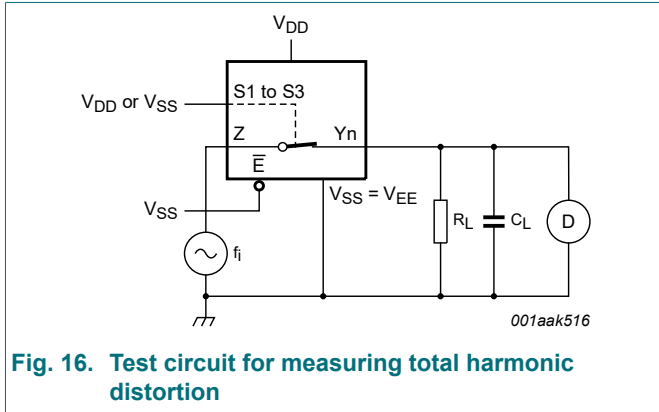 VDD
S1 to S3
VDD or VSS
Z
Yn
E
VSS = VEE
VSS
RL
CL
D
fi
001aak516
Fig. 16. Test circuit for measuring total harmonic
distortion